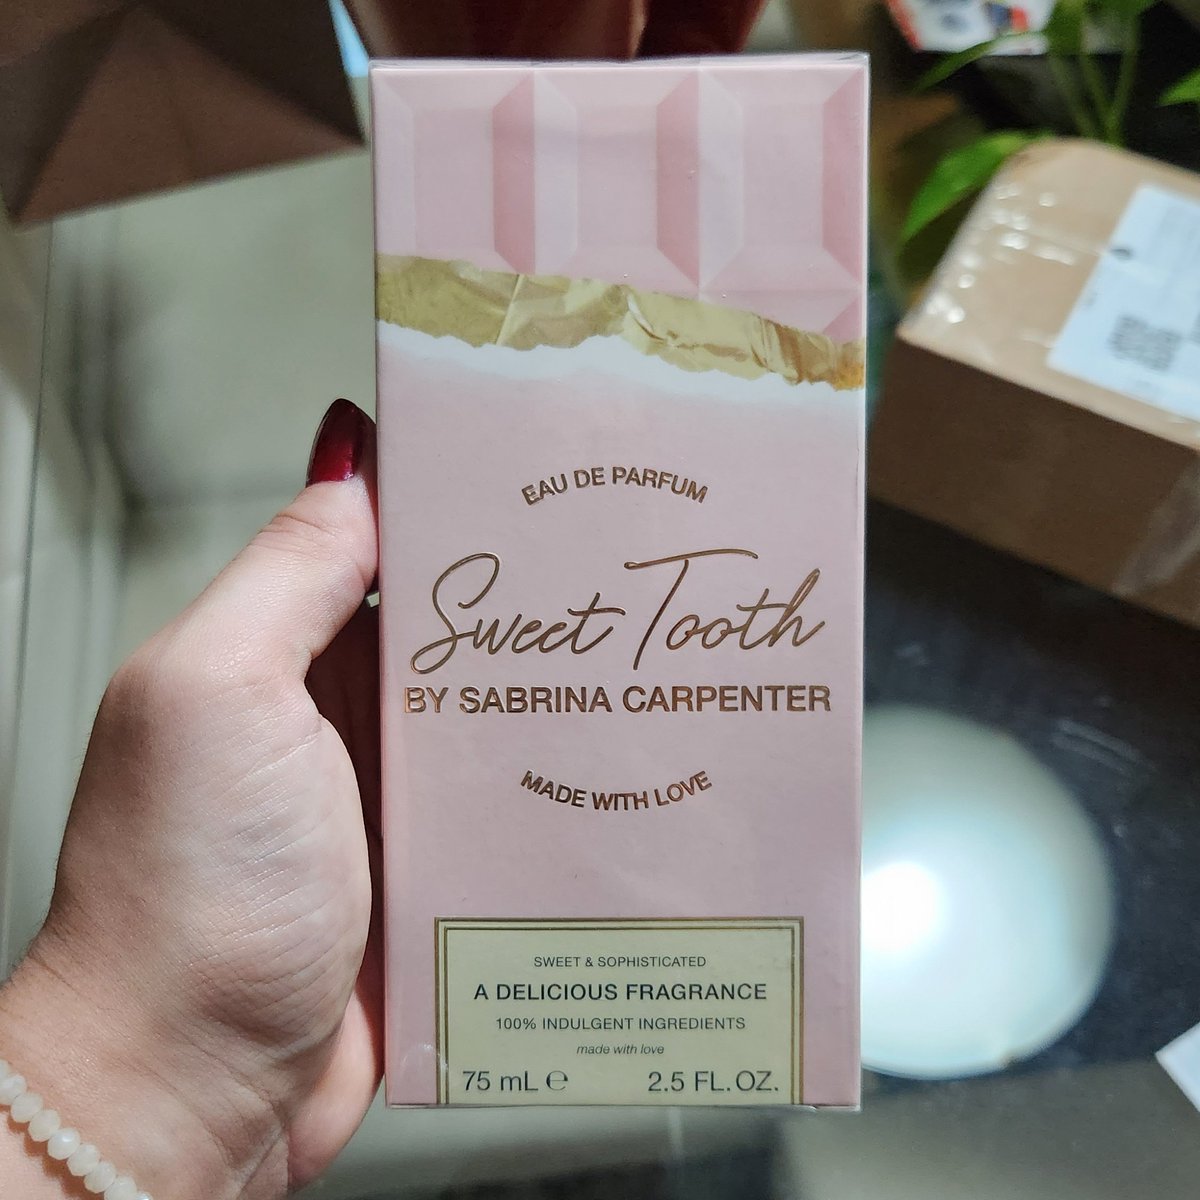 EAU DE PARFUM
Sweet Tooth
BY SABRINA CARPENTER
MADE WITH LOVE
SWEET & SOPHISTICATED
A DELICIOUS FRAGRANCE
100% INDULGENT INGREDIENTS
made with love
75 mL ℮ 2.5 FL.OZ.